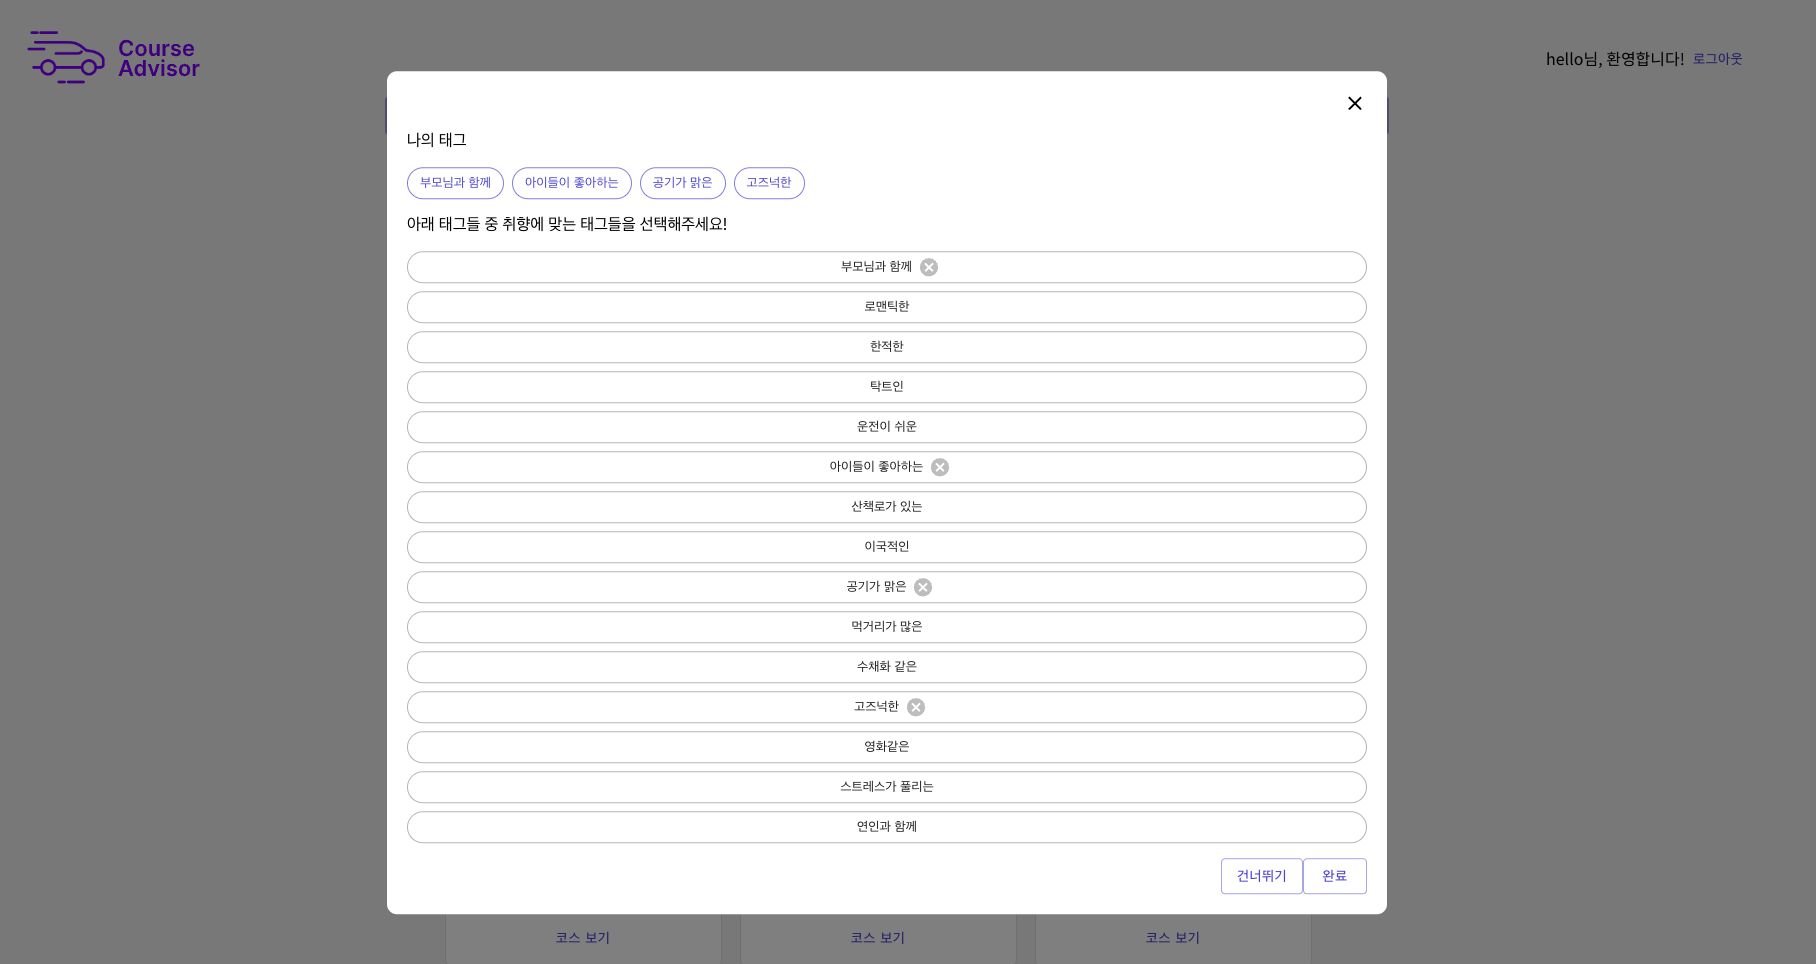 Course
Advisor
hello님, 환영합니다! 로그아웃
나의 태그
부모님과 함께 아이들이 좋아하는 공기가 맑은 고즈넉한
아래 태그들 중 취향에 맞는 태그들을 선택해주세요!
부모님과 함께
로맨틱한
한적한
탁트인
운전이 쉬운
아이들이 좋아하는
산책로가 있는
이국적인
공기가 맑은
먹거리가 많은
수채화 같은
고즈넉한
영화같은
스트레스가 풀리는
연인과 함께
건너뛰기 완료
코스 보기 코스 보기 코스 보기